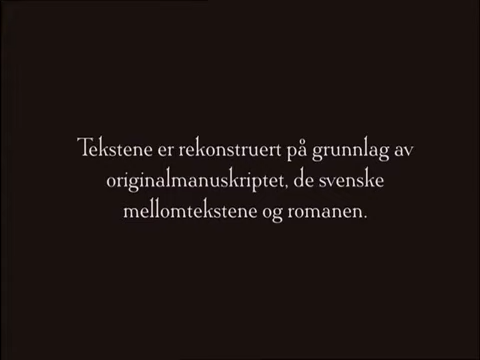 Tekstene er rekonstruert på grunnlag av
originalmanuskriptet, de svenske
mellomtekstene og romanen.